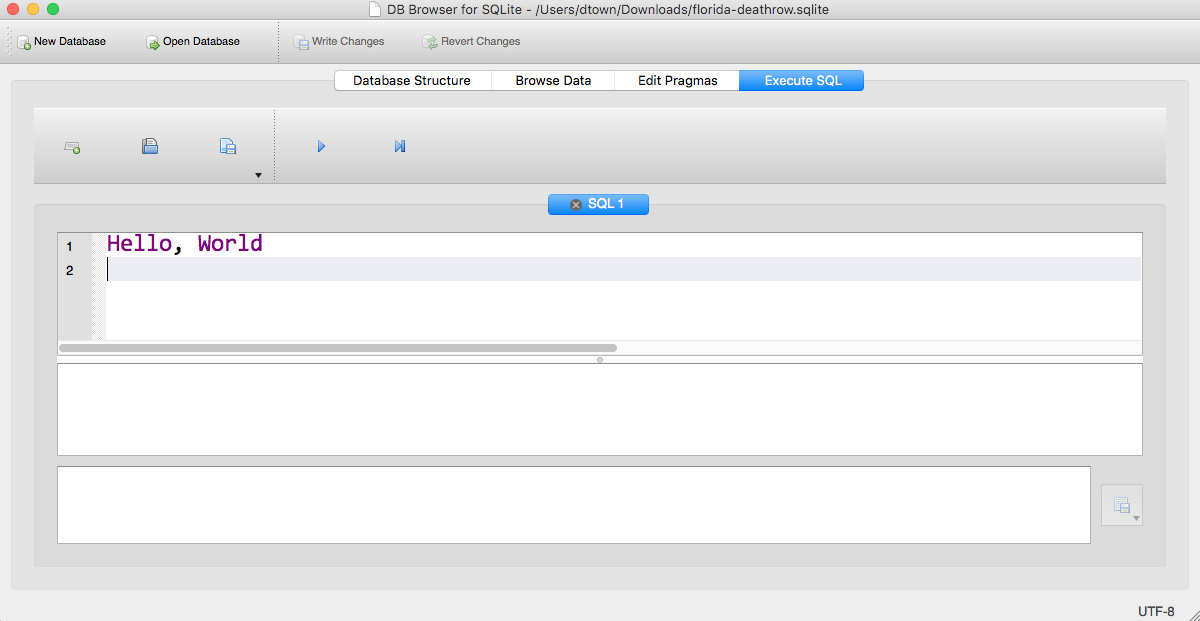 DB Browser for SQLite - /Users/dtown/Downloads/florida-deathrow.sqlite
New Database Open Database Write Changes Revert Changes
Database Structure Browse Data Edit Pragmas Execute SQL
SQL 1
1 Hello, World
2
UTF-8